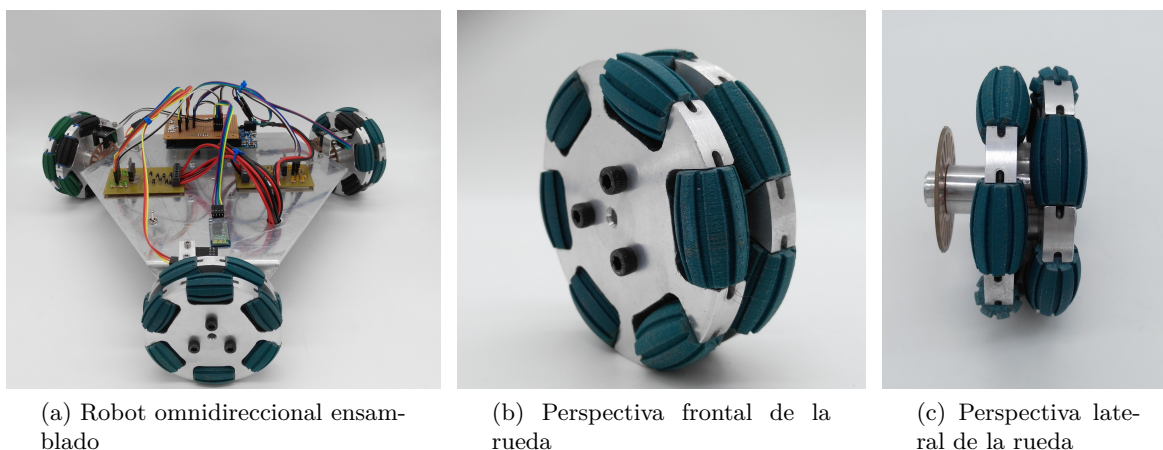 (a) Robot omnidireccional ensam-
blado
(b) Perspectiva frontal de la
rueda
(c) Perspectiva late-
ral de la rueda